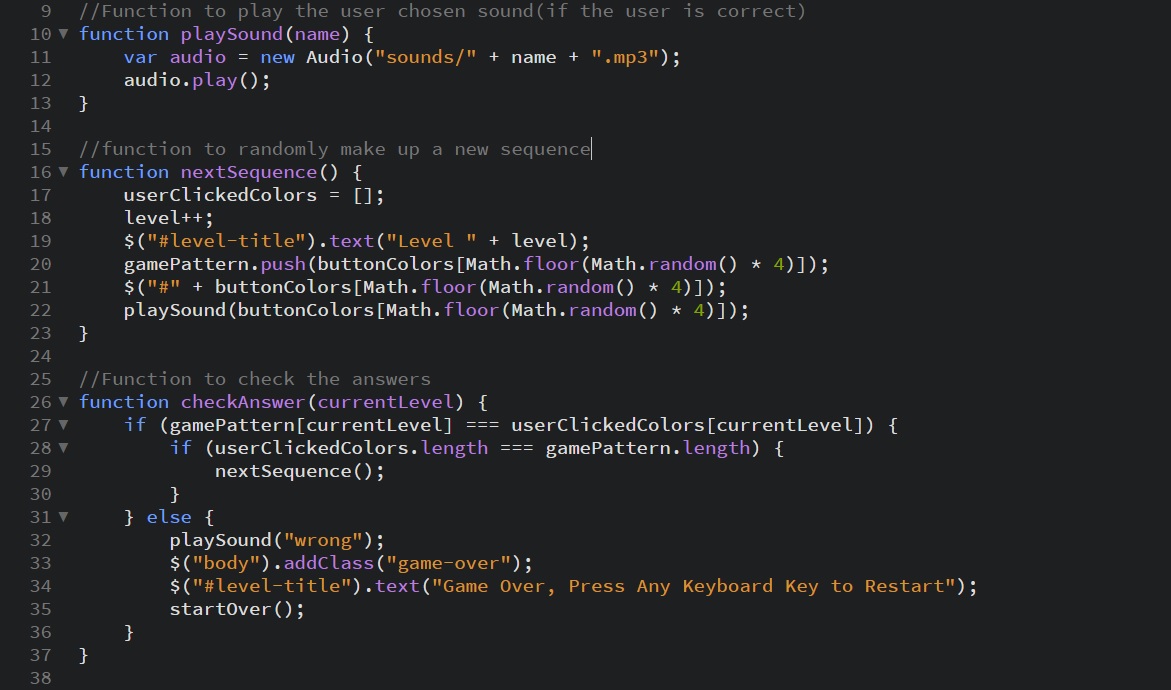 9 //Function to play the user chosen sound(if the user is correct)
10 function playSound(name) {
11     var audio = new Audio("sounds/" + name + ".mp3");
12     audio.play();
13 }
14
15 //function to randomly make up a new sequence
16 function nextSequence() {
17     userClickedColors = [];
18     level++;
19     $("#level-title").text("Level " + level);
20     gamePattern.push(buttonColors[Math.floor(Math.random() * 4)]);
21     $("#" + buttonColors[Math.floor(Math.random() * 4)]);
22     playSound(buttonColors[Math.floor(Math.random() * 4)]);
23 }
24
25 //Function to check the answers
26 function checkAnswer(currentLevel) {
27     if (gamePattern[currentLevel] === userClickedColors[currentLevel]) {
28         if (userClickedColors.length === gamePattern.length) {
29             nextSequence();
30         }
31     } else {
32         playSound("wrong");
33         $("body").addClass("game-over");
34         $("#level-title").text("Game Over, Press Any Keyboard Key to Restart");
35         startOver();
36     }
37 }
38